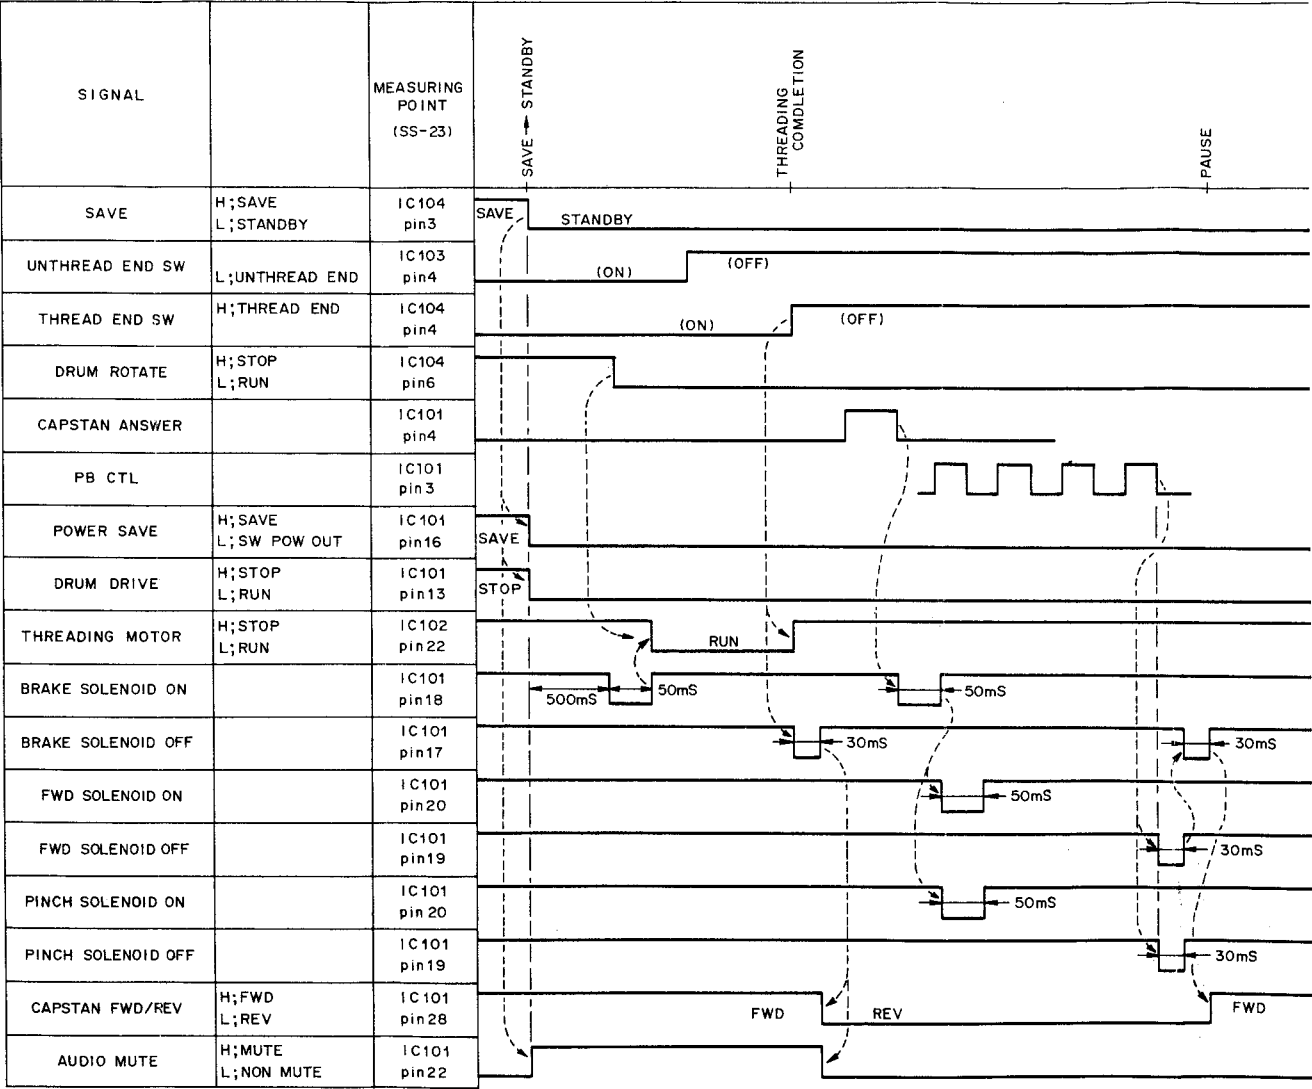 SIGNAL
MEASURING
POINT
(SS-23)
SAVE → STANDBY
THREADING
COMDLETION
PAUSE
SAVE
H;SAVE
L;STANDBY
IC104
pin3
SAVE
STANDBY
UNTHREAD END SW
L;UNTHREAD END
IC103
pin4
(ON)
(OFF)
THREAD END SW
H;THREAD END
IC104
pin4
(ON)
(OFF)
DRUM ROTATE
H;STOP
L;RUN
IC104
pin6
CAPSTAN ANSWER
IC101
pin4
PB CTL
IC101
pin3
POWER SAVE
H;SAVE
L;SW POW OUT
IC101
pin16
SAVE
DRUM DRIVE
H;STOP
L;RUN
IC101
pin13
STOP
THREADING MOTOR
H;STOP
L;RUN
IC102
pin22
RUN
BRAKE SOLENOID ON
IC101
pin18
500mS
50mS
50mS
BRAKE SOLENOID OFF
IC101
pin17
30mS
30mS
FWD SOLENOID ON
IC101
pin20
50mS
FWD SOLENOID OFF
IC101
pin19
30mS
PINCH SOLENOID ON
IC101
pin 20
50mS
PINCH SOLENOID OFF
IC101
pin19
30mS
CAPSTAN FWD/REV
H;FWD
L;REV
IC101
pin28
FWD
REV
FWD
AUDIO MUTE
H;MUTE
L;NON MUTE
IC101
pin22